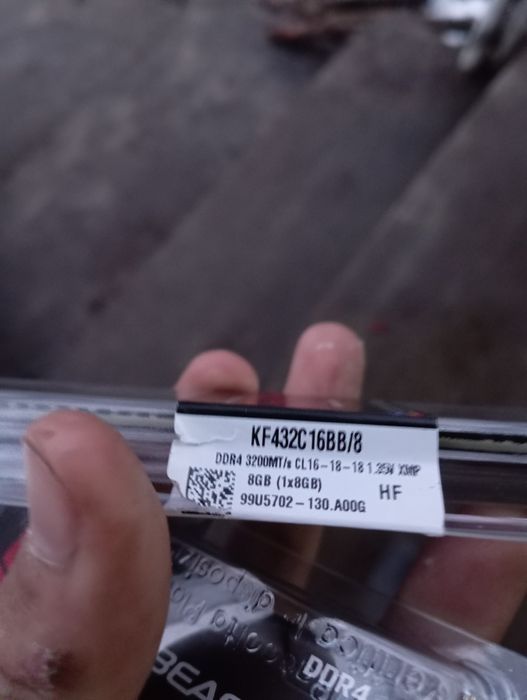 KF432C16BB/8
DDR4 3200MT/s CL16-18-18 1.35V XMP
8GB (1x8GB)
HF
99U5702-130.A00G
DDR4
BEAS